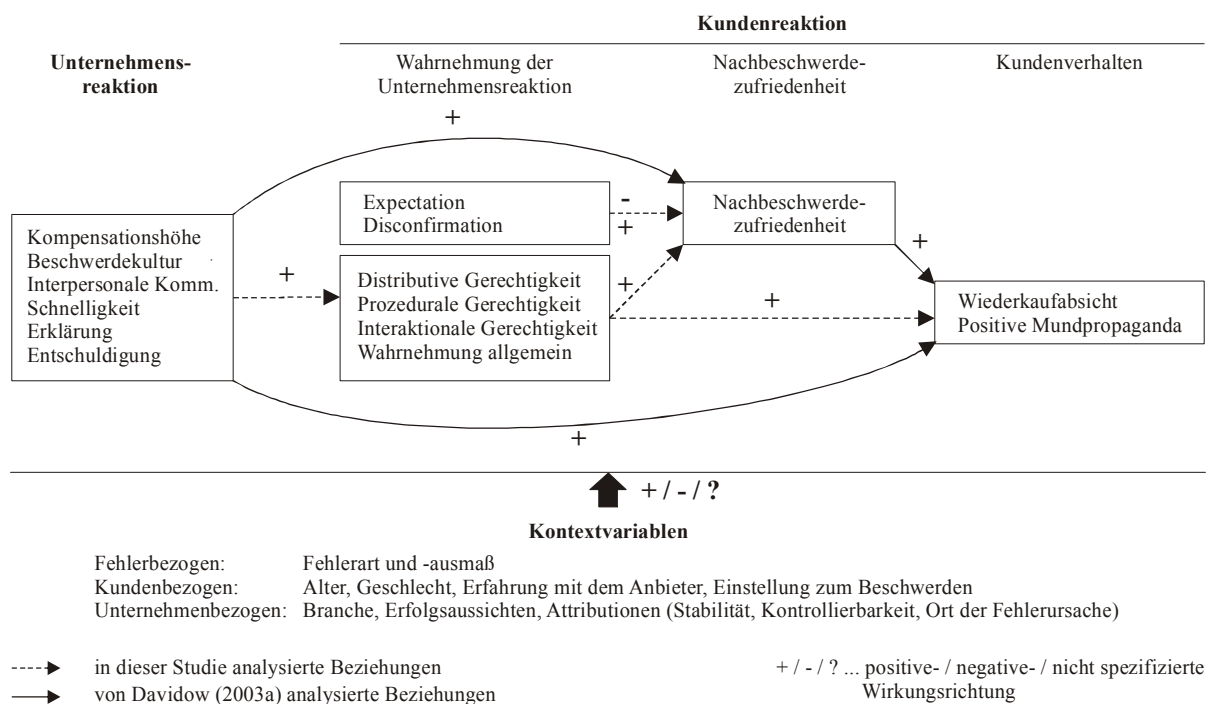 Kundenreaktion
Unternehmens-
reaktion
Wahrnehmung der
Unternehmensreaktion
Nachbeschwerde-
zufriedenheit
Kundenverhalten
+
Expectation
Disconfirmation
-
+
Nachbeschwerde-
zufriedenheit
Kompensationshöhe
Beschwerdekultur
Interpersonale Komm.
Schnelligkeit
Erklärung
Entschuldigung
+
Distributive Gerechtigkeit
Prozedurale Gerechtigkeit
Interaktionale Gerechtigkeit
Wahrnehmung allgemein
+
+
+
Wiederkaufabsicht
Positive Mundpropaganda
+
+ / - / ?
Kontextvariablen
Fehlerbezogen: Fehlerart und -ausmaß
Kundenbezogen: Alter, Geschlecht, Erfahrung mit dem Anbieter, Einstellung zum Beschwerden
Unternehmenbezogen: Branche, Erfolgsaussichten, Attributionen (Stabilität, Kontrollierbarkeit, Ort der Fehlerursache)
in dieser Studie analysierte Beziehungen
von Davidow (2003a) analysierte Beziehungen
+ / - / ? ... positive- / negative- / nicht spezifizierte
Wirkungsrichtung